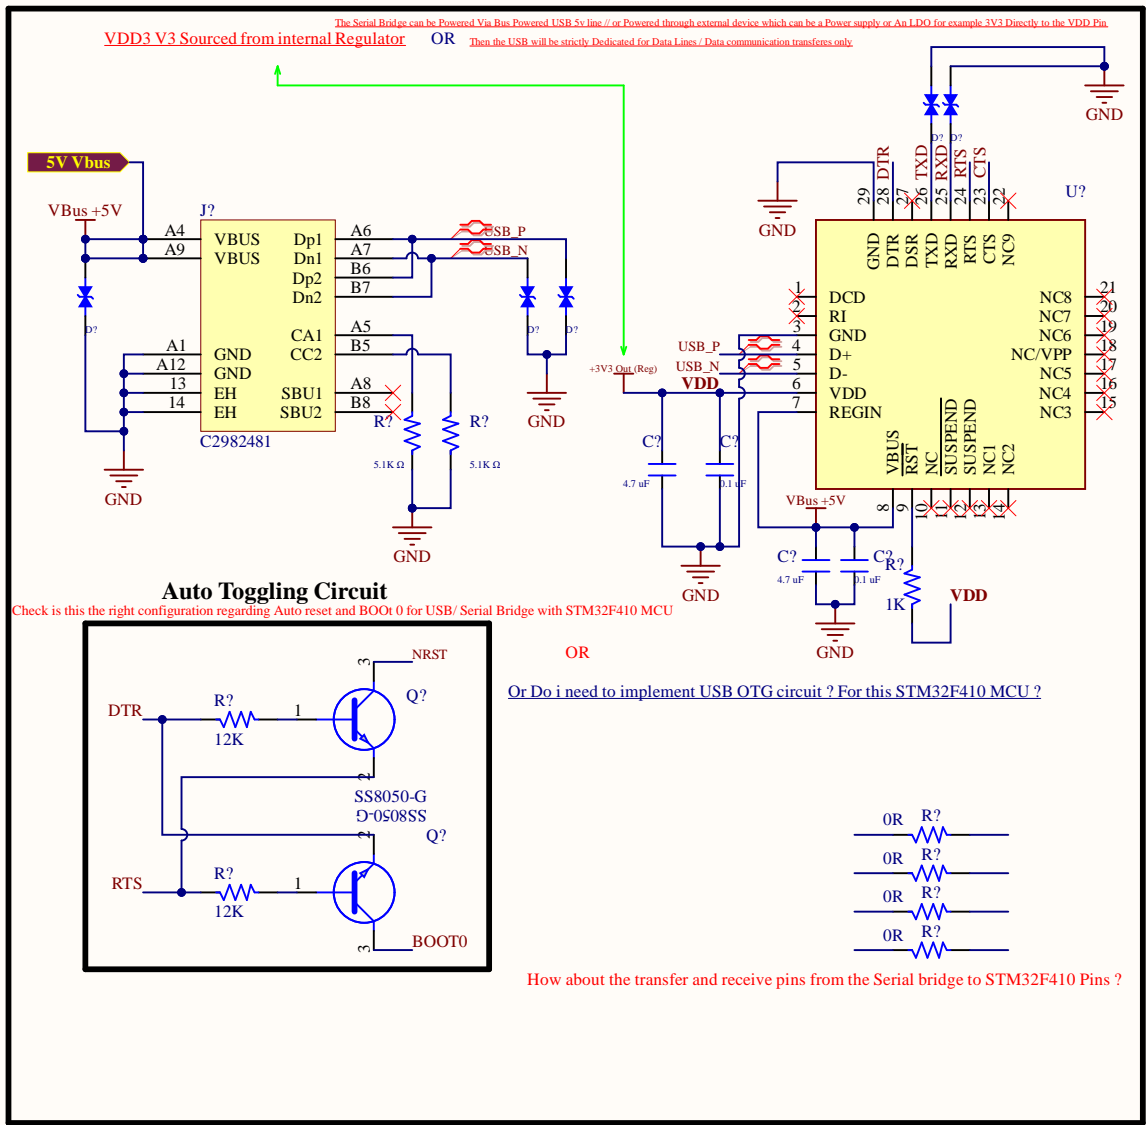 The Serial Bridge can be Powered Via Bus Powered USB 5v line // or Powered through external device which can be a Power supply or An LDO for example 3V3 Directly to the VDD Pin
VDD3 V3 Sourced from internal Regulator OR Then the USB will be strictly Dedicated for Data Lines / Data communication transferes only
GND
D? D?
5V Vbus
DTR TXD RXD RTS CTS
29 28 27 26 25 24 23 22
U?
GND
GND DTR DSR TXD RXD RTS CTS NC9
VBus +5V
J?
A4 VBUS Dp1 A6 USB_P
A9 VBUS Dn1 A7 USB_N
Dp2 B6
Dn2 B7
D? D? D?
CA1 A5
A1 GND CC2 B5
A12 GND
13 EH SBU1 A8
14 EH SBU2 B8
C2982481
R? R?
5.1K Ω 5.1K Ω
GND
GND
GND
1 DCD NC8 21
2 RI NC7 20
3 GND NC6 19
USB_P 4 D+ NC/VPP 18
USB_N 5 D- NC5 17
+3V3 Out (Reg) VDD 6 VDD NC4 16
7 REGIN NC3 15
VBUS RST NC SUSPEND SUSPEND NC1 NC2
8 9 10 11 12 13 14
C? C?
4.7 uF 0.1 uF
GND
VBus +5V
C? C? R?
4.7 uF 0.1 uF
1K VDD
GND
Auto Toggling Circuit
Check is this the right configuration regarding Auto reset and BOOt 0 for USB/ Serial Bridge with STM32F410 MCU
OR
Or Do i need to implement USB OTG circuit ? For this STM32F410 MCU ?
3 NRST
Q?
DTR R? 1
12K
2
SS8050-G
SS8050-G
2 Q?
RTS R? 1
12K
3 BOOT0
0R R?
0R R?
0R R?
0R R?
How about the transfer and receive pins from the Serial bridge to STM32F410 Pins ?